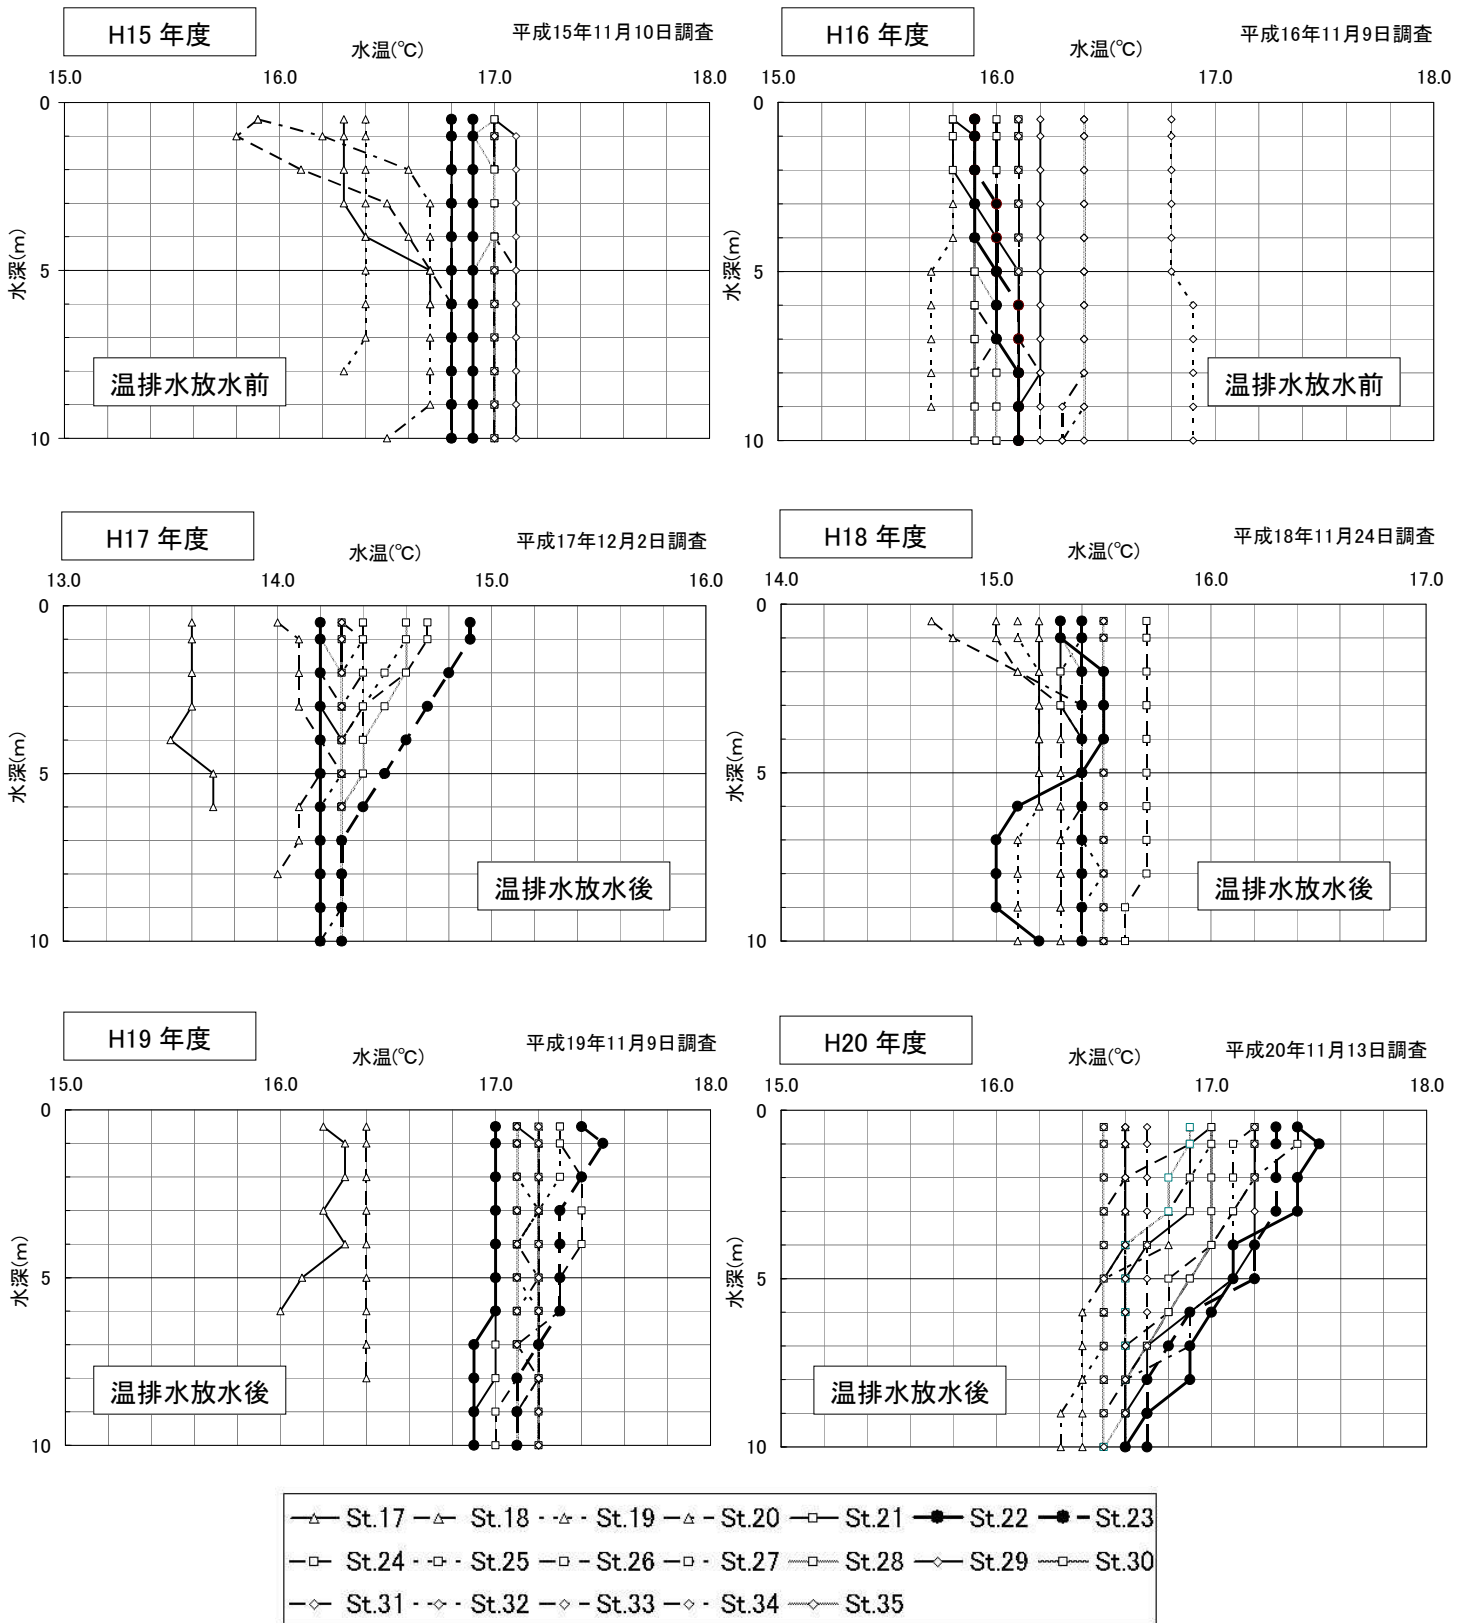 H15 年度
水温(℃)
平成15年11月10日調査
15.0 16.0 17.0 18.0
0
5
10
水深(m)
温排水放水前
H16 年度
水温(℃)
平成16年11月9日調査
15.0 16.0 17.0 18.0
0
5
10
水深(m)
温排水放水前
H17 年度
水温(℃)
平成17年12月2日調査
13.0 14.0 15.0 16.0
0
5
10
水深(m)
温排水放水後
H18 年度
水温(℃)
平成18年11月24日調査
14.0 15.0 16.0 17.0
0
5
10
水深(m)
温排水放水後
H19 年度
水温(℃)
平成19年11月9日調査
15.0 16.0 17.0 18.0
0
5
10
水深(m)
温排水放水後
H20 年度
水温(℃)
平成20年11月13日調査
15.0 16.0 17.0 18.0
0
5
10
水深(m)
温排水放水後
St.17 St.18 St.19 St.20 St.21 St.22 St.23
St.24 St.25 St.26 St.27 St.28 St.29 St.30
St.31 St.32 St.33 St.34 St.35